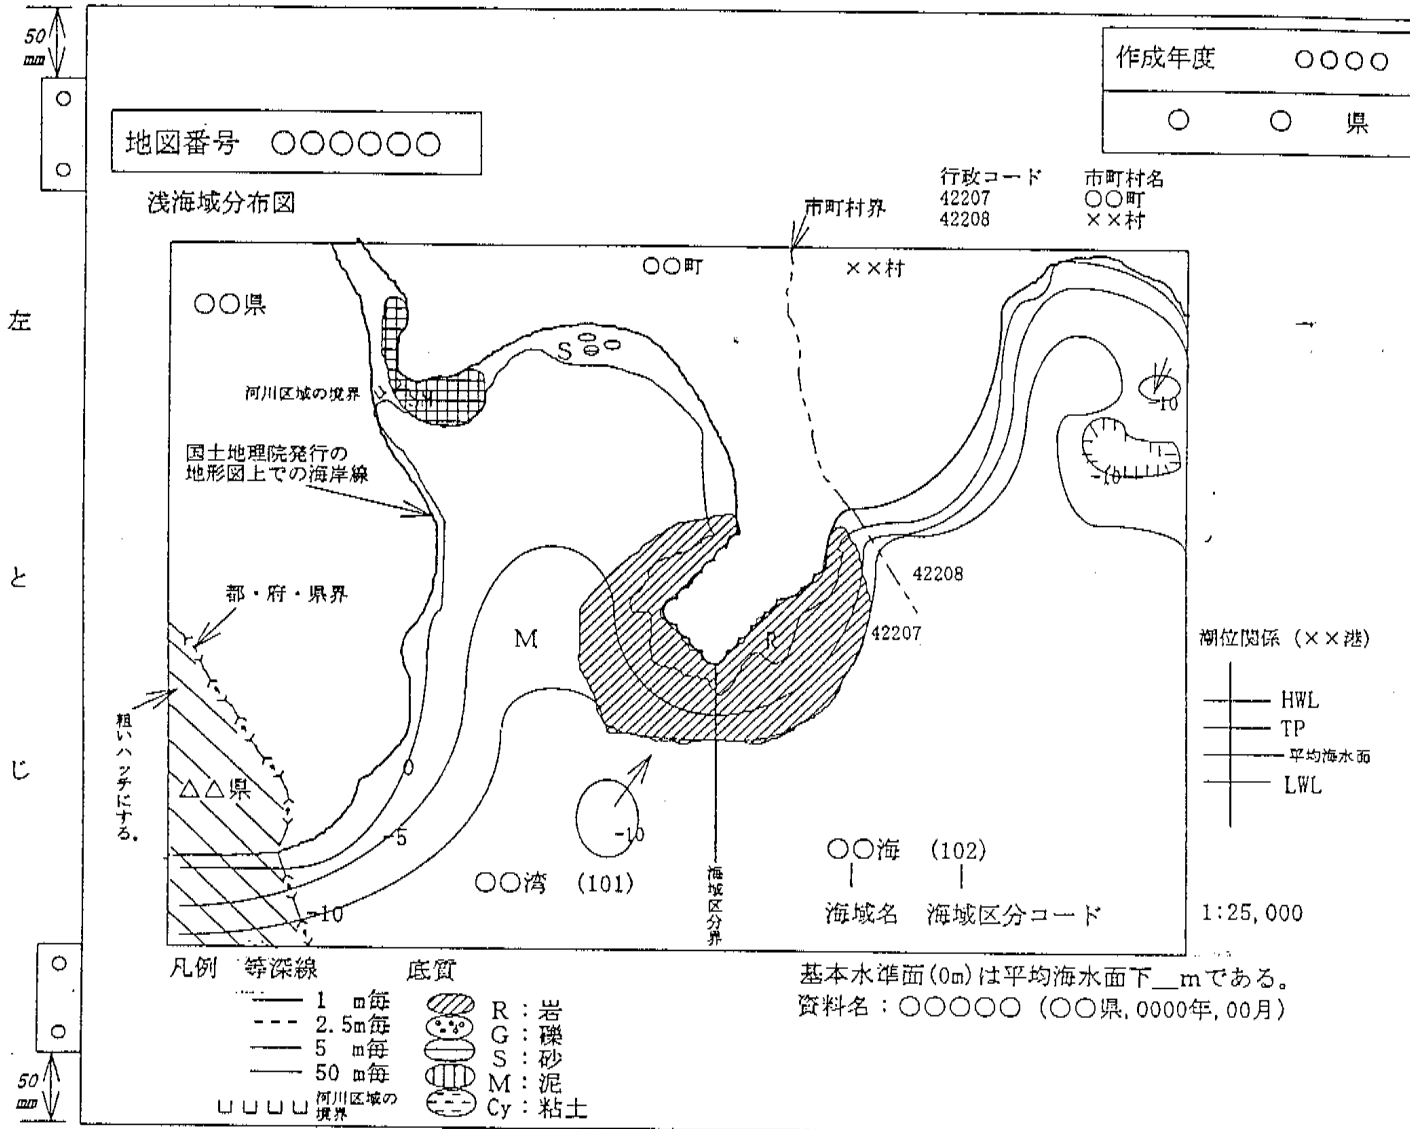 50
mm
作成年度 ○○○○
○ ○ 県
地図番号 ○○○○○○
浅海域分布図
行政コード 市町村名
42207 ○○町
42208 ××村
市町村界
○○町 ××村
○○県
S
河川区域の境界
国土地理院発行の
地形図上での海岸線
-10
-10
左
と
じ
都・府・県界
42208
42207
M
R
粗いハッチにする。
△△県
潮位関係 (××港)
HWL
TP
平均海水面
LWL
0
-5
-10
-10
○○湾 (101)
海域区分界
○○海 (102)
海域名 海域区分コード
1:25,000
凡例 等深線 底質
1 m毎
2.5m毎
5 m毎
50 m毎
河川区域の
境界
R:岩
G:礫
S:砂
M:泥
Cy:粘土
基本水準面(0m)は平均海水面下__mである。
資料名:○○○○○ (○○県,0000年,00月)
50
mm